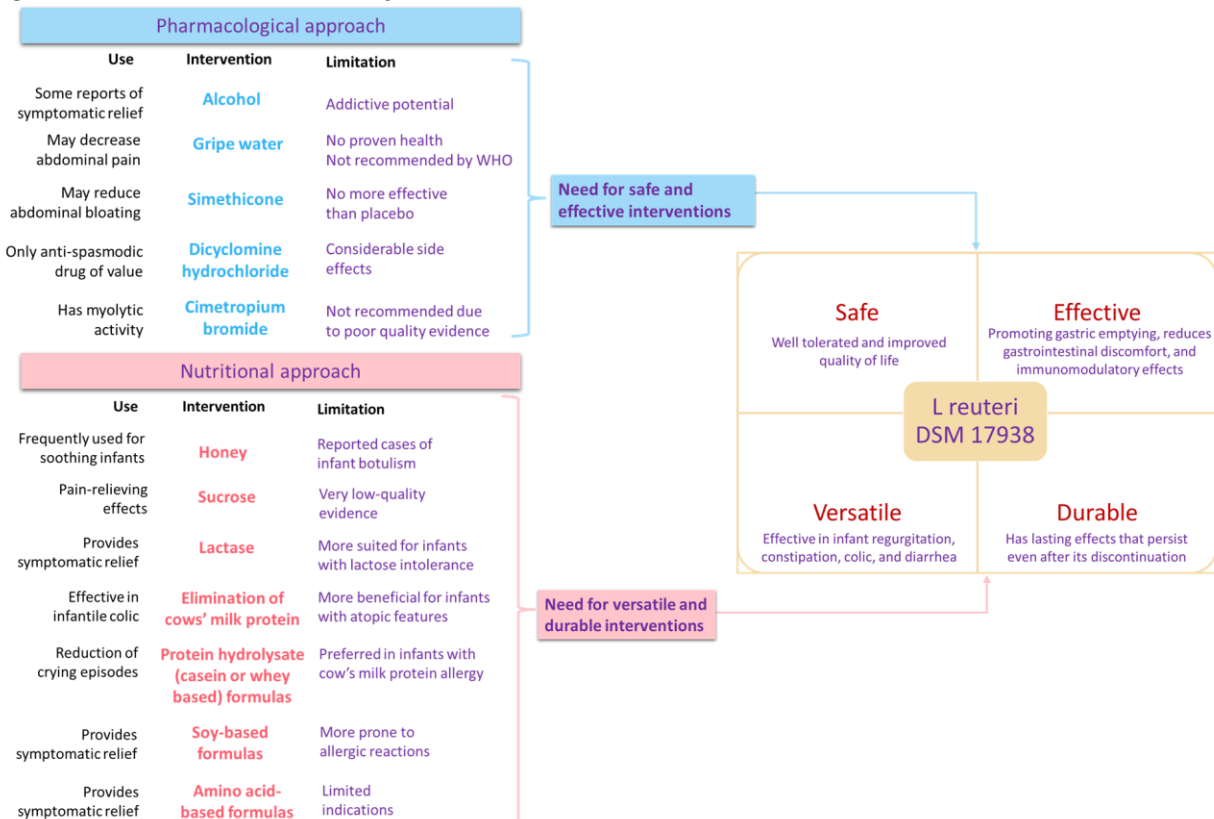 Pharmacological approach
Use Intervention Limitation
Some reports of
symptomatic relief
Alcohol
Addictive potential
May decrease
abdominal pain
Gripe water
No proven health
Not recommended by WHO
May reduce
abdominal bloating
Simethicone
No more effective
than placebo
Only anti-spasmodic
drug of value
Dicyclomine
hydrochloride
Considerable side
effects
Has myolytic
activity
Cimetropium
bromide
Not recommended due
to poor quality evidence
Need for safe and
effective interventions
Nutritional approach
Use Intervention Limitation
Frequently used for
soothing infants
Honey
Reported cases of
infant botulism
Pain-relieving
effects
Sucrose
Very low-quality
evidence
Provides
symptomatic relief
Lactase
More suited for infants
with lactose intolerance
Effective in
infantile colic
Elimination of
cows' milk protein
More beneficial for infants
with atopic features
Reduction of
crying episodes
Protein hydrolysate
(casein or whey
based) formulas
Preferred in infants with
cow's milk protein allergy
Provides
symptomatic relief
Soy-based
formulas
More prone to
allergic reactions
Provides
symptomatic relief
Amino acid-
based formulas
Limited
indications
Need for versatile and
durable interventions
Safe
Well tolerated and improved
quality of life
Effective
Promoting gastric emptying, reduces
gastrointestinal discomfort, and
immunomodulatory effects
L reuteri
DSM 17938
Versatile
Effective in infant regurgitation,
constipation, colic, and diarrhea
Durable
Has lasting effects that persist
even after its discontinuation